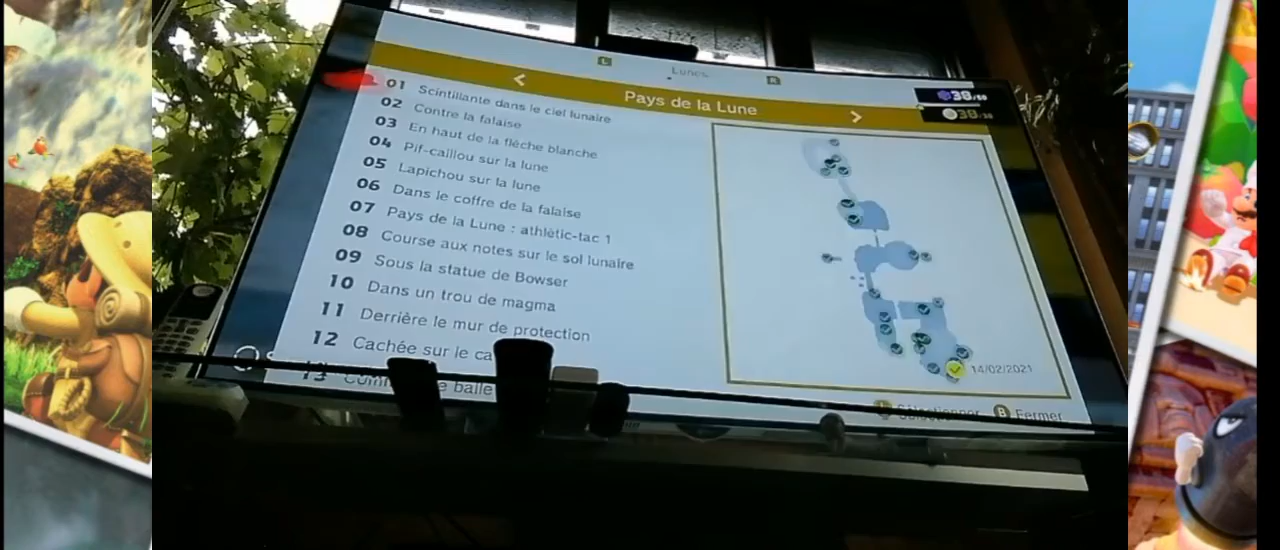 L
Lunes
R
Pays de la Lune
38/50
01 Scintillante dans le ciel lunaire
02 Contre la falaise
03 En haut de la flèche blanche
04 Pif-caillou sur la lune
05 Lapichou sur la lune
06 Dans le coffre de la falaise
07 Pays de la Lune : athlétic-tac 1
08 Course aux notes sur le sol lunaire
09 Sous la statue de Bowser
10 Dans un trou de magma
11 Derrière le mur de protection
12 Cachée sur le
13
balle
14/02/2021
Sélectionner
B Fermer